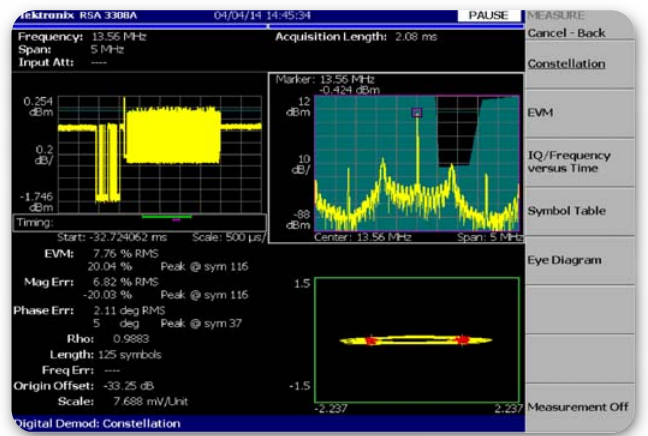 Tektronix RSA 3308A 04/04/14 14:45:34 PAUSE MEASURE
Frequency: 13.56 MHz Acquisition Length: 2.08 ms Cancel - Back
Span: 5 MHz
Input Att: ----
Constellation
Marker: 13.56 MHz
-0.424 dBm
0.254
dBm
12
dBm
EVM
0.2
dB/
10
dB/
IQ/Frequency
versus Time
-1.746
dBm
-88
dBm
Symbol Table
Timing:
Start: -32.724062 ms Scale: 500 µs/ Center: 13.56 MHz Span: 5 MHz
EVM: 7.76 % RMS
20.04 % Peak @ sym 116
Eye Diagram
Mag Err: 6.82 % RMS
-20.03 % Peak @ sym 116
1.5
Phase Err: 2.11 deg RMS
5 deg Peak @ sym 37
Rho: 0.9883
Length: 125 symbols
Freq Err: ----
Origin Offset: -33.25 dB
-1.5
Scale: 7.688 mV/Unit
-2.237 2.237
Measurement Off
Digital Demod: Constellation